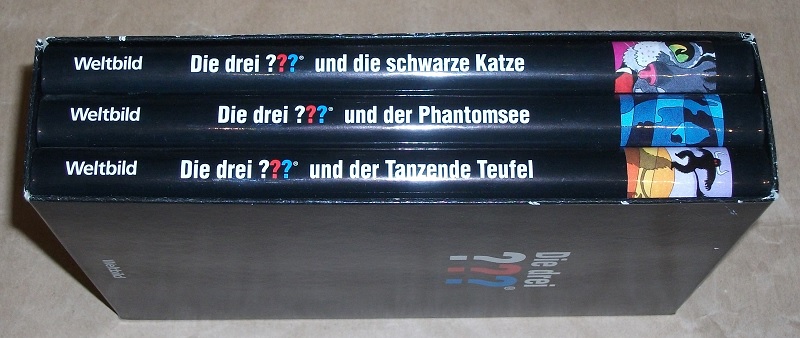 Weltbild Die drei ???® und die schwarze Katze
Weltbild Die drei ???® und der Phantomsee
Weltbild Die drei ???® und der Tanzende Teufel
Die drei
???®
Weltbild